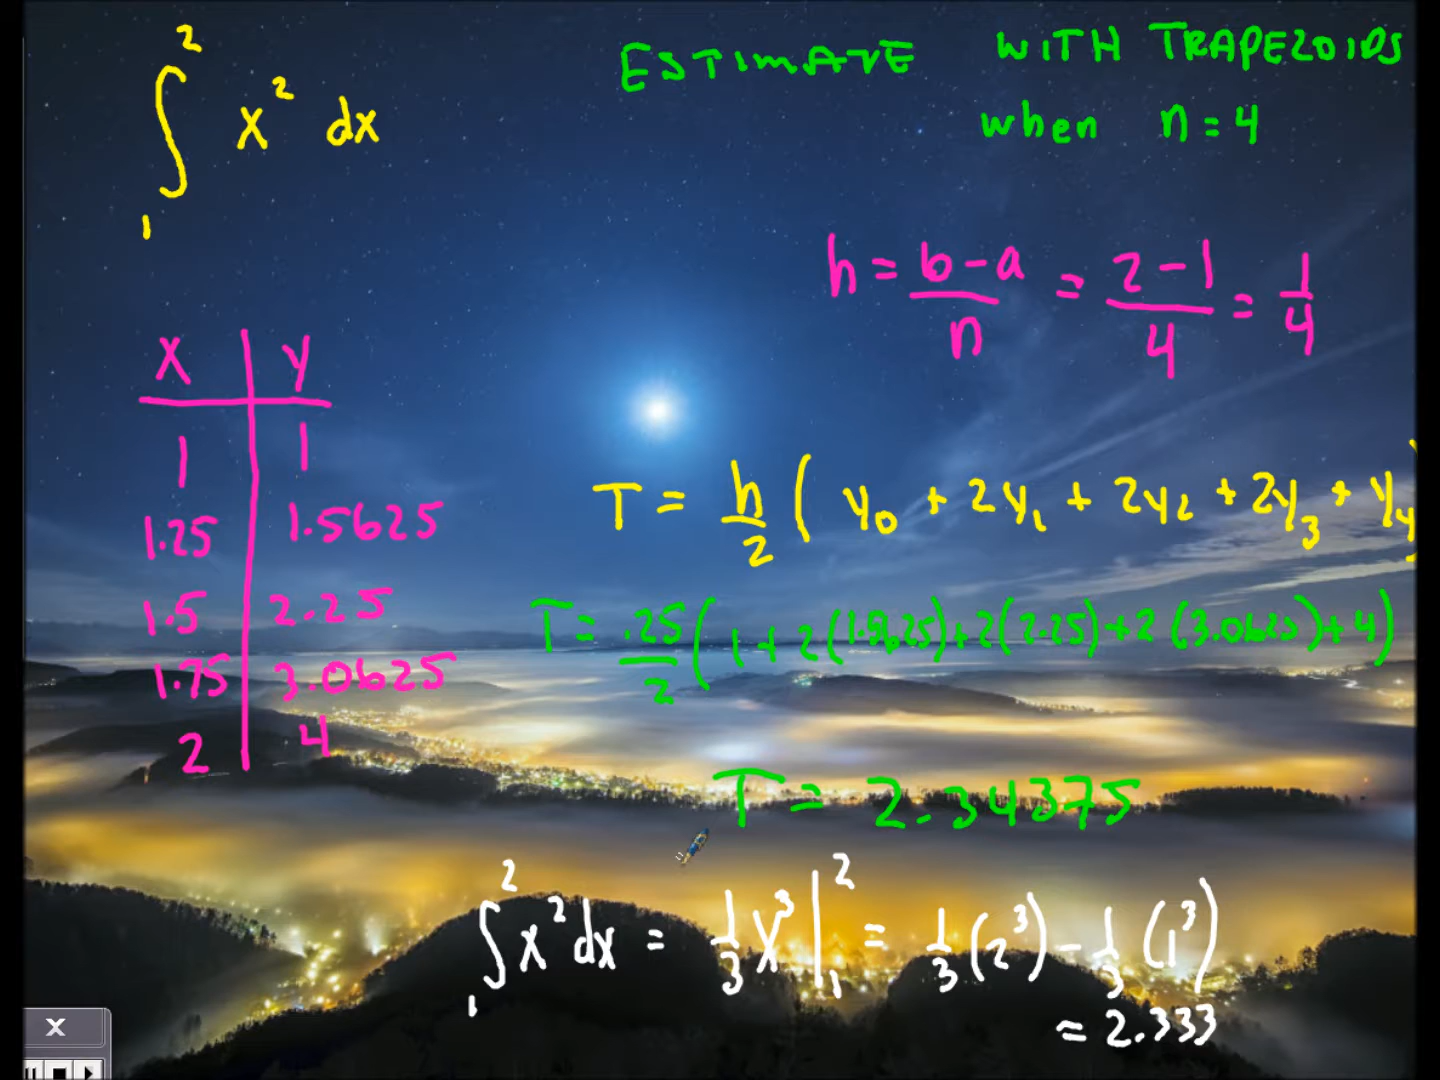 ∫₁² x² dx
ESTIMATE WITH TRAPEZOIDS
when n = 4
h = b - a / n = 2 - 1 / 4 = 1/4
x | y
1 | 1
1.25 | 1.5625
1.5 | 2.25
1.75 | 3.0625
2 | 4
T = h/2 ( y₀ + 2y₁ + 2y₂ + 2y₃ + y₄)
T = .25/2 (1 + 2(1.5625) + 2(2.25) + 2(3.0625) + 4)
T = 2.34375
∫₁² x² dx = 1/3 x³ |₁² = 1/3 (2³) - 1/3 (1³)
= 2.333
X